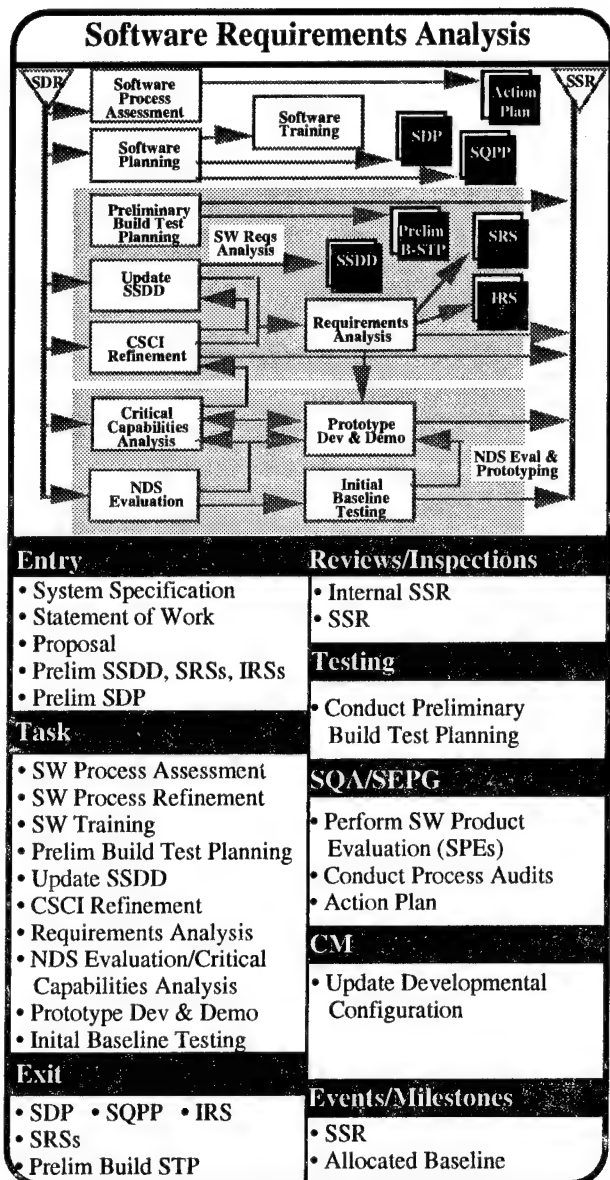 Software Requirements Analysis
SDR
SSR
Software
Process
Assessment
Action
Plan
Software
Training
Software
Planning
SDP
SQPP
Preliminary
Build Test
Planning
SW Reqs
Analysis
Prelim
B-STP
SRS
Update
SSDD
SSDD
IRS
CSCI
Refinement
Requirements
Analysis
Critical
Capabilities
Analysis
Prototype
Dev & Demo
NDS Eval &
Prototyping
NDS
Evaluation
Initial
Baseline
Testing
Entry
• System Specification
• Statement of Work
• Proposal
• Prelim SSDD, SRSs, IRSs
• Prelim SDP
Task
• SW Process Assessment
• SW Process Refinement
• SW Training
• Prelim Build Test Planning
• Update SSDD
• CSCI Refinement
• Requirements Analysis
• NDS Evaluation/Critical
Capabilities Analysis
• Prototype Dev & Demo
• Inital Baseline Testing
Exit
• SDP • SQPP • IRS
• SRSs
• Prelim Build STP
Reviews/Inspections
• Internal SSR
• SSR
Testing
• Conduct Preliminary
Build Test Planning
SQA/SEPG
• Perform SW Product
Evaluation (SPEs)
• Conduct Process Audits
• Action Plan
CM
• Update Developmental
Configuration
Events/Milestones
• SSR
• Allocated Baseline